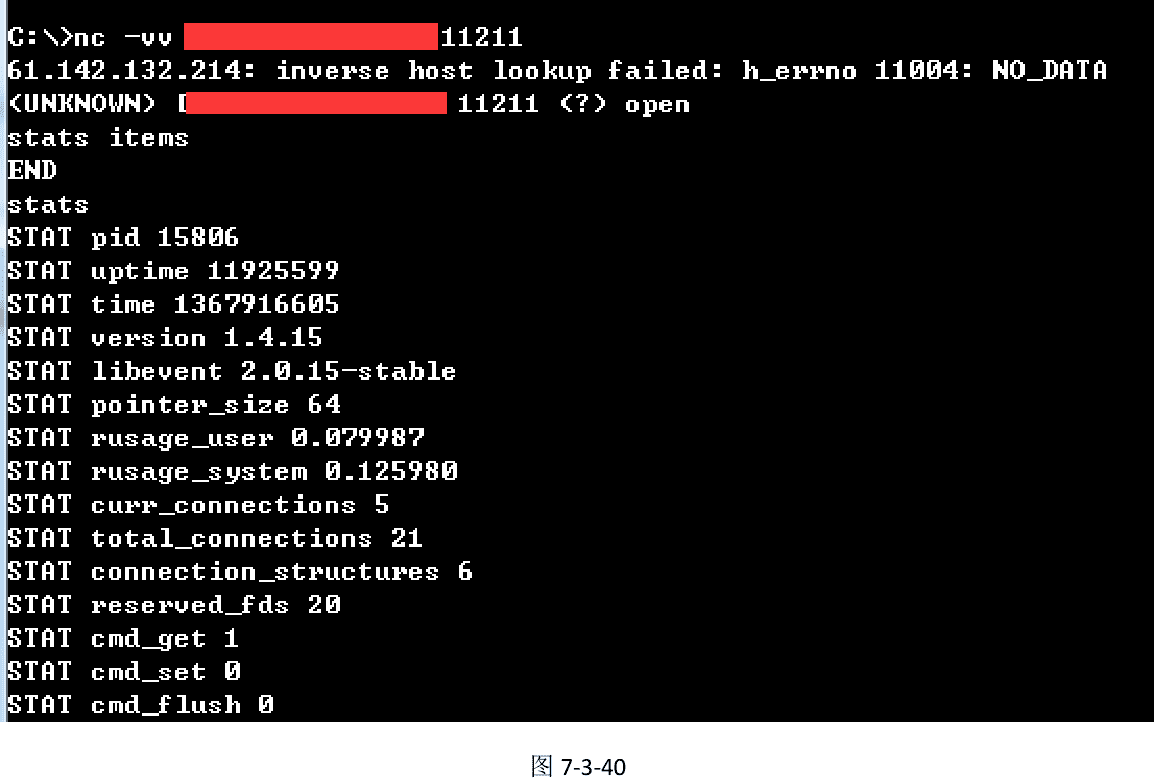 C:\>nc -vv 11211
61.142.132.214: inverse host lookup failed: h_errno 11004: NO_DATA
(UNKNOWN) [ 11211 (?) open
stats items
END
stats
STAT pid 15806
STAT uptime 11925599
STAT time 1367916605
STAT version 1.4.15
STAT libevent 2.0.15-stable
STAT pointer_size 64
STAT rusage_user 0.079987
STAT rusage_system 0.125980
STAT curr_connections 5
STAT total_connections 21
STAT connection_structures 6
STAT reserved_fds 20
STAT cmd_get 1
STAT cmd_set 0
STAT cmd_flush 0
图 7-3-40